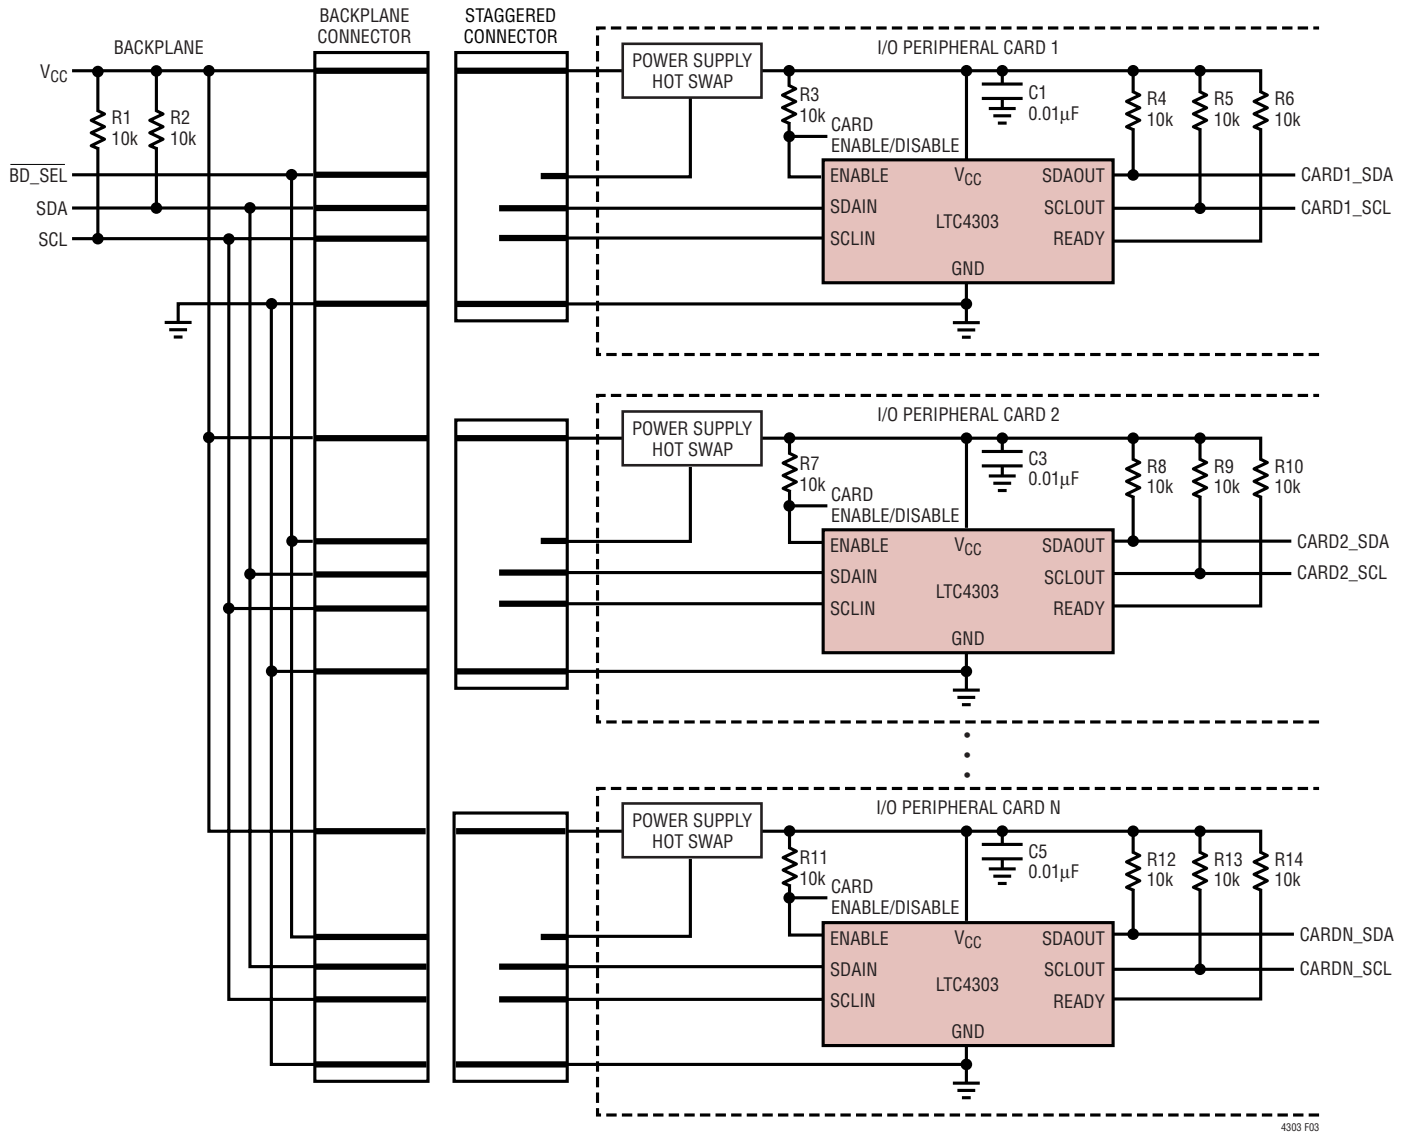 BACKPLANE
CONNECTOR
STAGGERED
CONNECTOR
BACKPLANE
VCC
R1
10k
R2
10k
BD_SEL
SDA
SCL
I/O PERIPHERAL CARD 1
POWER SUPPLY
HOT SWAP
R3
10k
CARD
ENABLE/DISABLE
C1
0.01μF
R4
10k
R5
10k
R6
10k
ENABLE
VCC
SDAOUT
SDAIN
LTC4303
SCLOUT
SCLIN
READY
GND
CARD1_SDA
CARD1_SCL
I/O PERIPHERAL CARD 2
POWER SUPPLY
HOT SWAP
R7
10k
CARD
ENABLE/DISABLE
C3
0.01μF
R8
10k
R9
10k
R10
10k
ENABLE
VCC
SDAOUT
SDAIN
LTC4303
SCLOUT
SCLIN
READY
GND
CARD2_SDA
CARD2_SCL
I/O PERIPHERAL CARD N
POWER SUPPLY
HOT SWAP
R11
10k
CARD
ENABLE/DISABLE
C5
0.01μF
R12
10k
R13
10k
R14
10k
ENABLE
VCC
SDAOUT
SDAIN
LTC4303
SCLOUT
SCLIN
READY
GND
CARDN_SDA
CARDN_SCL
4303 F03